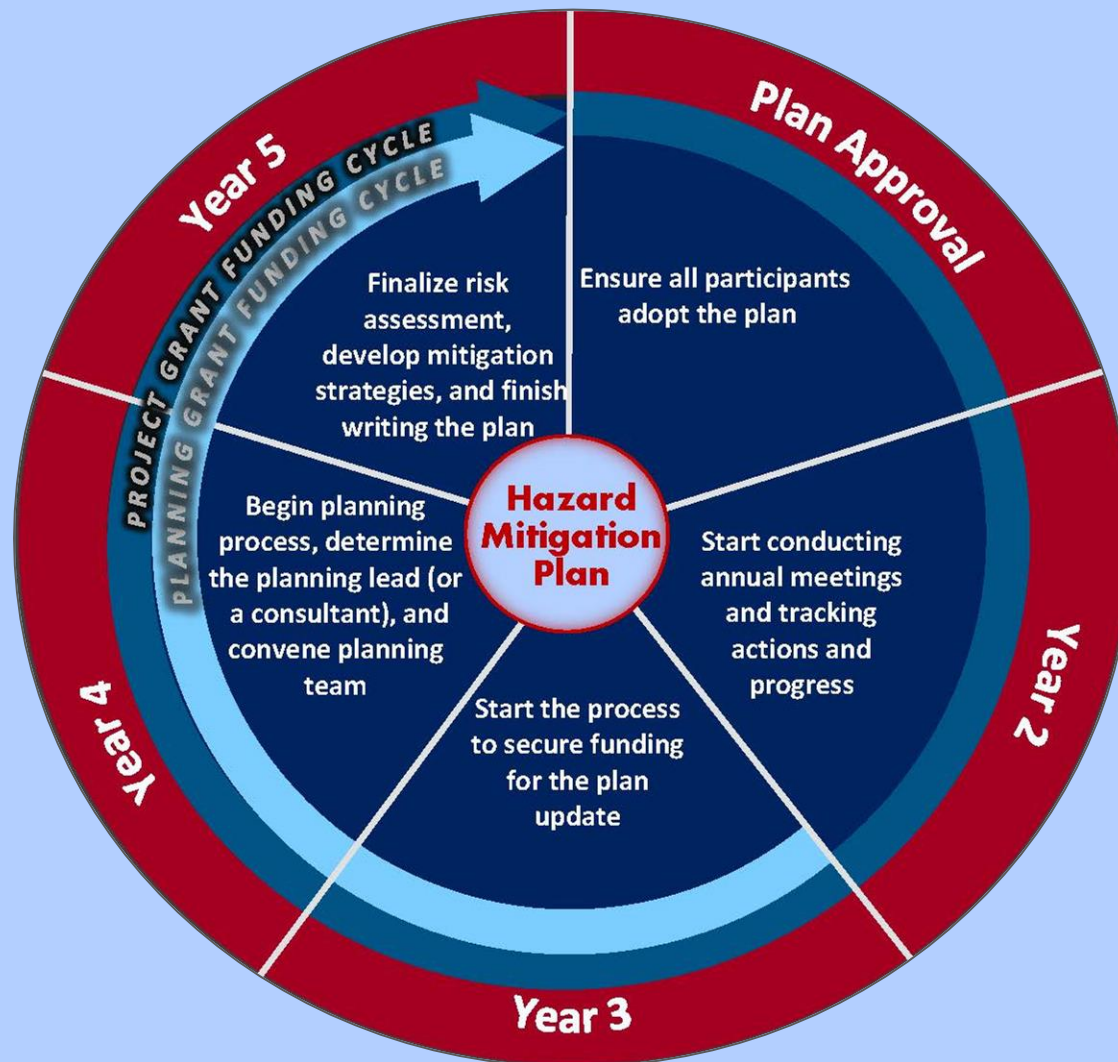 Plan Approval
Ensure all participants
adopt the plan
Year 2
Start conducting
annual meetings
and tracking
actions and
progress
Year 3
Start the process
to secure funding
for the plan
update
Year 4
Begin planning
process, determine
the planning lead (or
a consultant), and
convene planning
team
Year 5
Finalize risk
assessment,
develop mitigation
strategies, and finish
writing the plan
PROJECT GRANT FUNDING CYCLE
PLANNING GRANT FUNDING CYCLE
Hazard
Mitigation
Plan